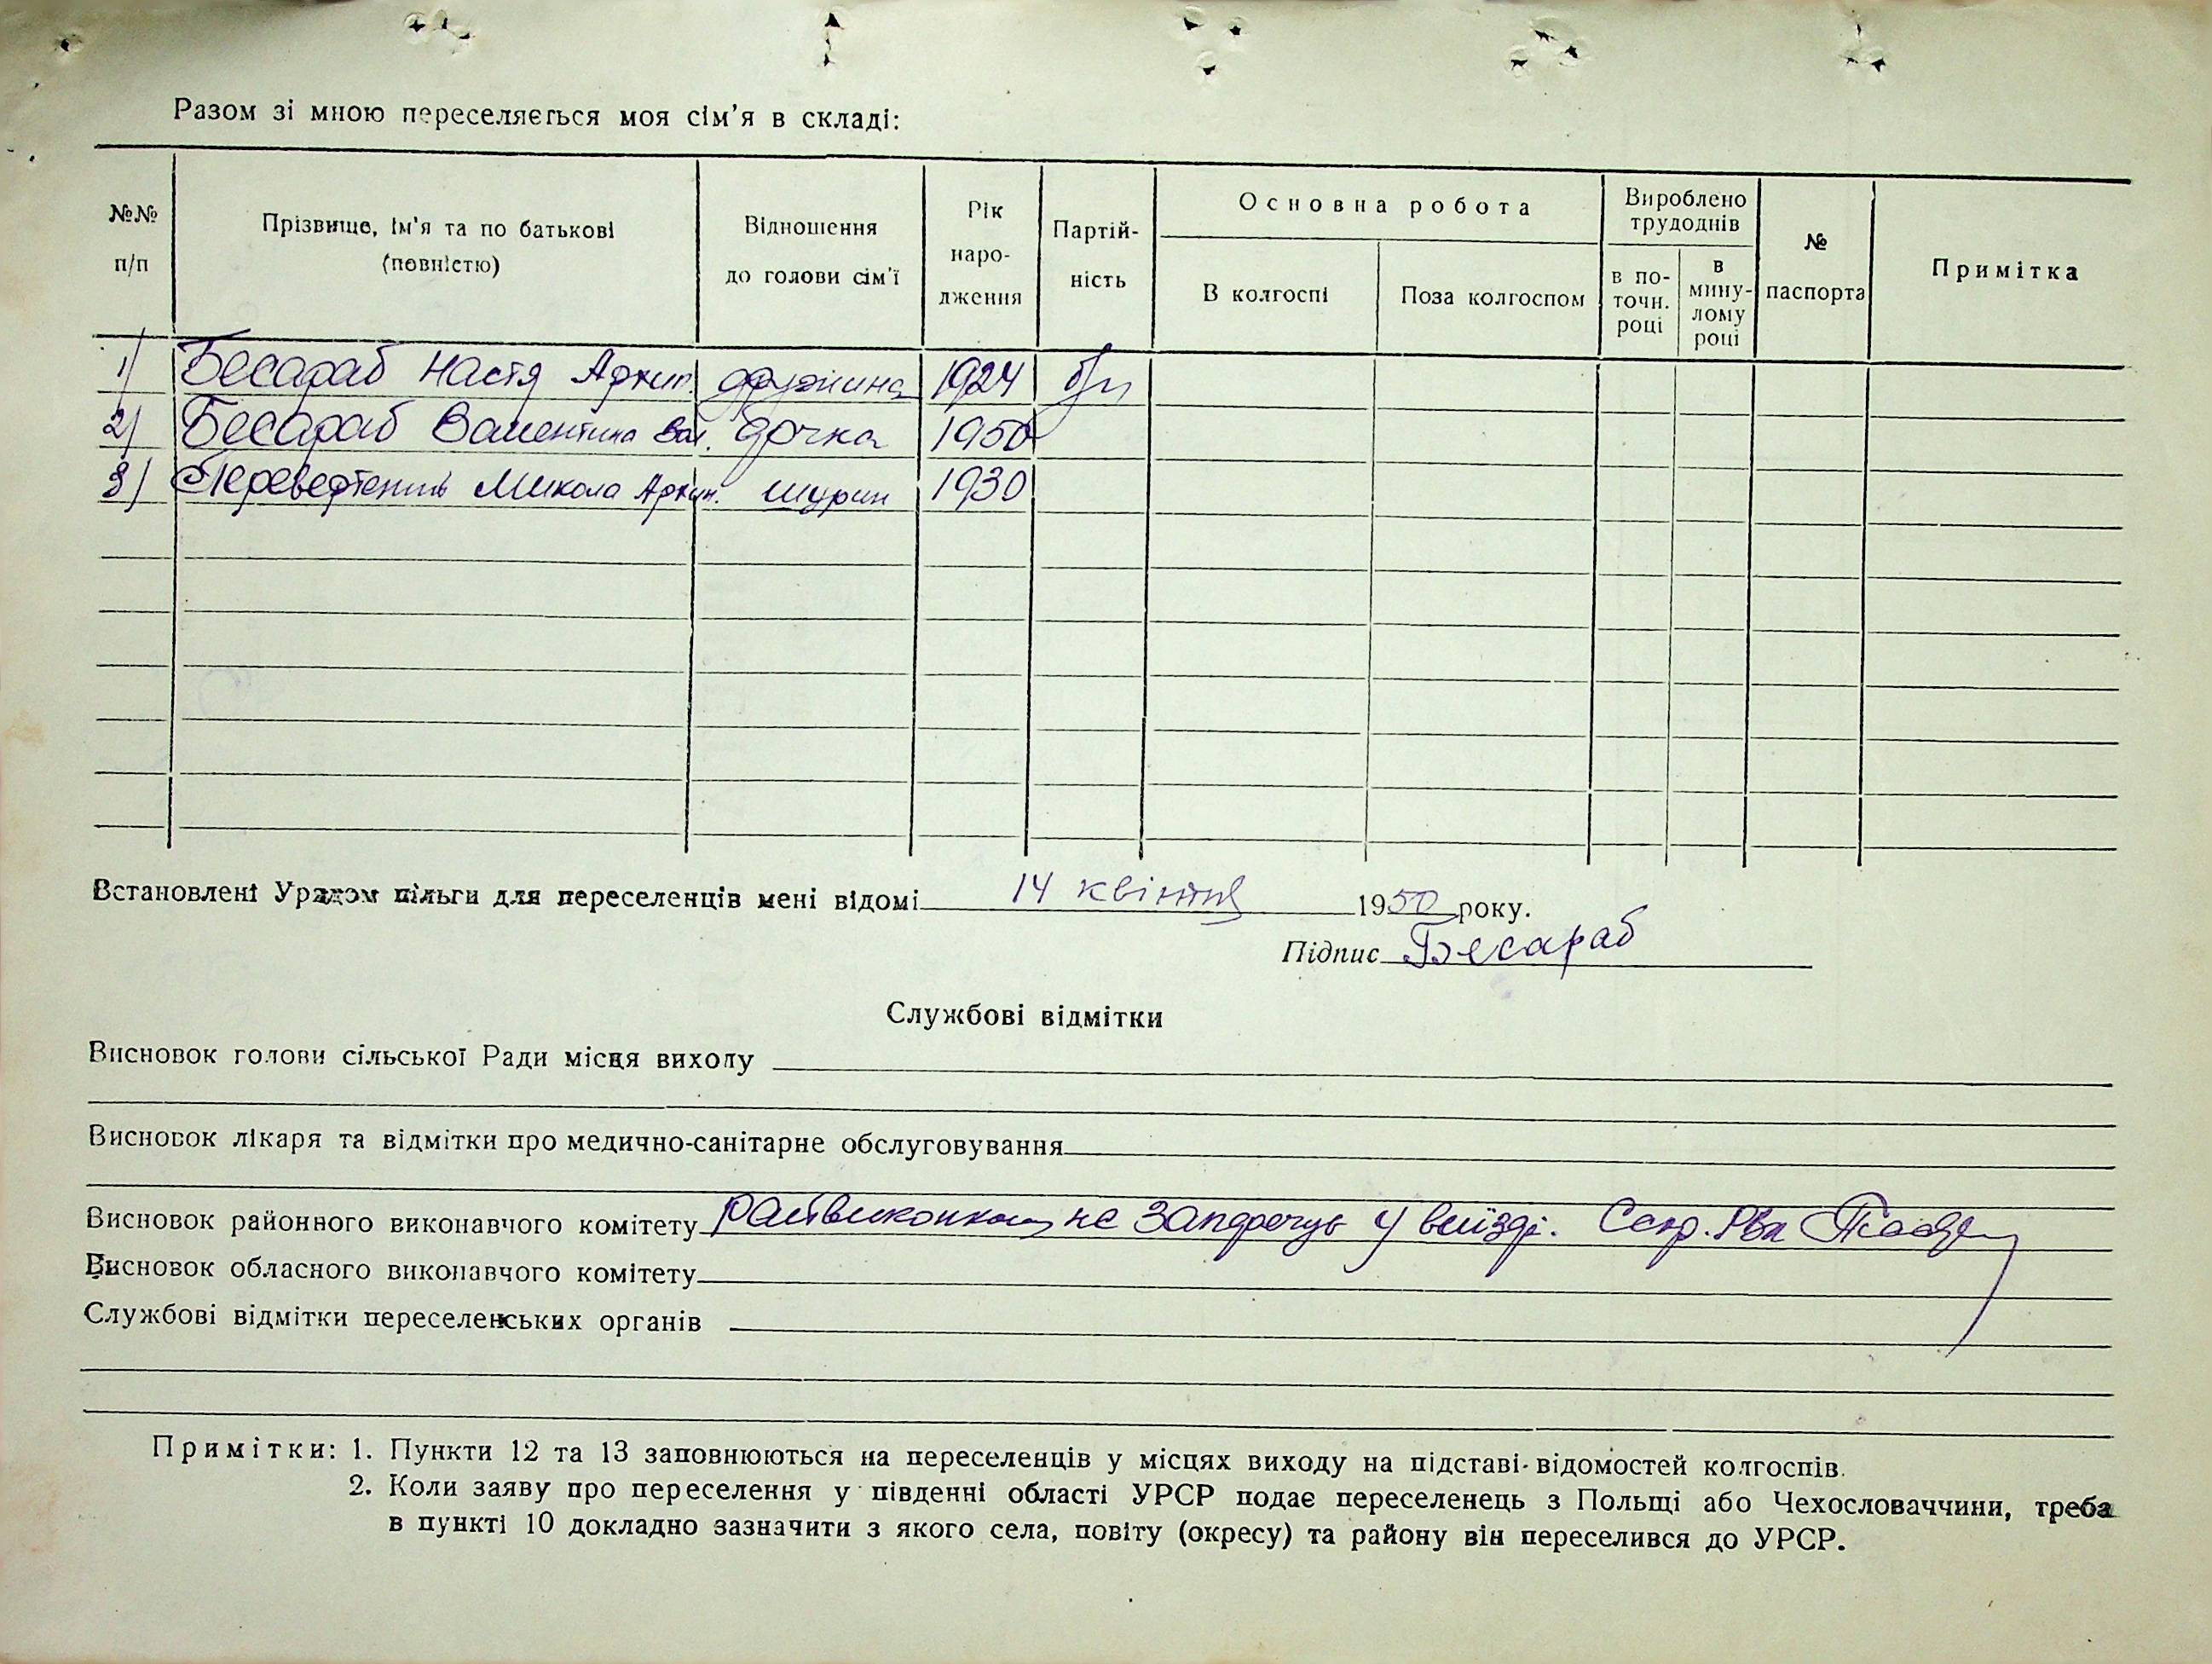 Разом зі мною переселяється моя сім'я в складі:
№№ п/п
Прізвище, ім'я та по батькові (повністю)
Відношення до голови сім'ї
Рік народження
Партійність
Основна робота
В колгоспі
Поза колгоспом
Вироблено трудоднів
в поточн. році
в минулому році
№ паспорта
Примітка
1) Бесараб Настя Архип. дружина 1924 б/п
2) Бесараб Валентина Вал. дочка 1950
3) Перевертень Микола Архип. шурин 1930
Встановлені Урядом пільги для переселенців мені відомі 14 квітня 1950 року.
Підпис Бесараб
Службові відмітки
Висновок голови сільської Ради місця виходу
Висновок лікаря та відмітки про медично-санітарне обслуговування
Висновок районного виконавчого комітету райвиконком не заперечує у виїзді. Секр. Рвк
Висновок обласного виконавчого комітету
Службові відмітки переселенських органів
Примітки: 1. Пункти 12 та 13 заповнюються на переселенців у місцях виходу на підставі відомостей колгоспів.
2. Коли заяву про переселення у південні області УРСР подає переселенець з Польщі або Чехословаччини, треба
в пункті 10 докладно зазначити з якого села, повіту (окресу) та району він переселився до УРСР.